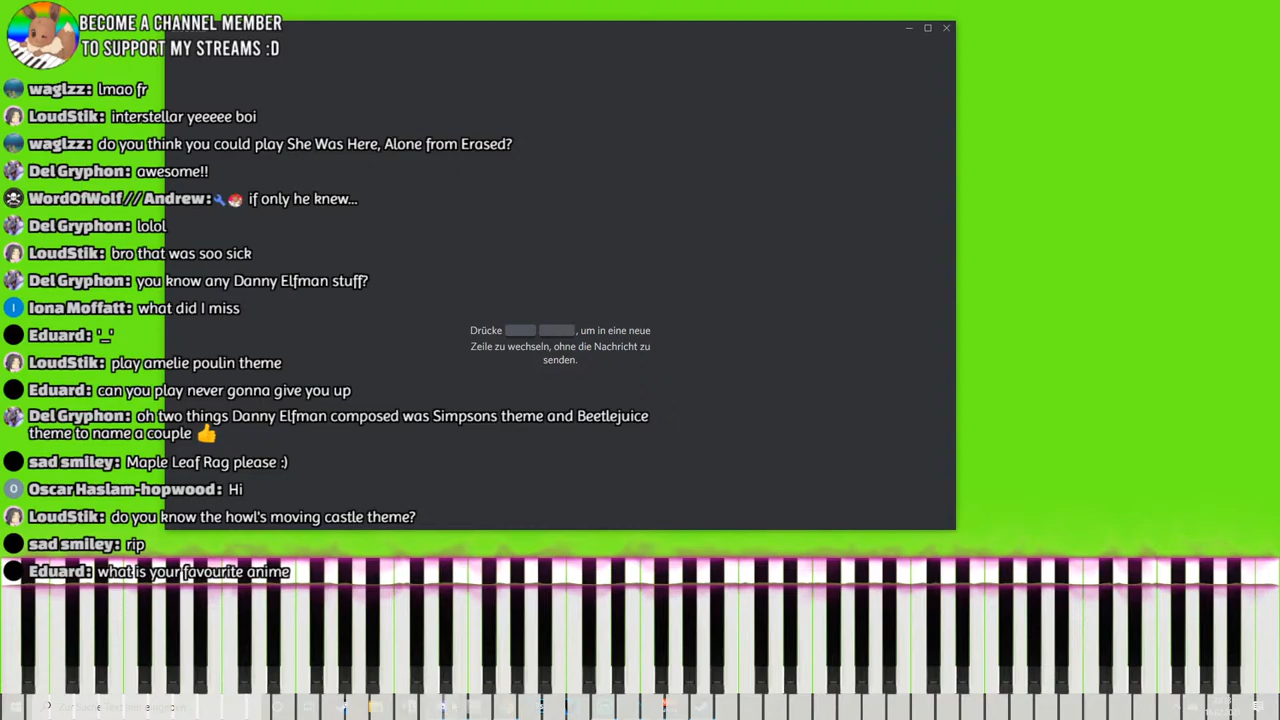 BECOME A CHANNEL MEMBER
TO SUPPORT MY STREAMS :D
waglzz: lmao fr
LoudStik: interstellar yeeeee boi
waglzz: do you think you could play She Was Here, Alone from Erased?
Del Gryphon: awesome!!
WordOfWolf//Andrew: if only he knew...
Del Gryphon: lolol
LoudStik: bro that was soo sick
Del Gryphon: you know any Danny Elfman stuff?
I Iona Moffatt: what did I miss
Drücke , um in eine neue
Zeile zu wechseln, ohne die Nachricht zu
senden.
Eduard: '_'
LoudStik: play amelie poulin theme
Eduard: can you play never gonna give you up
Del Gryphon: oh two things Danny Elfman composed was Simpsons theme and Beetlejuice
theme to name a couple 👍
sad smiley: Maple Leaf Rag please :)
O Oscar Haslam-hopwood: Hi
LoudStik: do you know the howl's moving castle theme?
sad smiley: rip
Eduard: what is your favourite anime